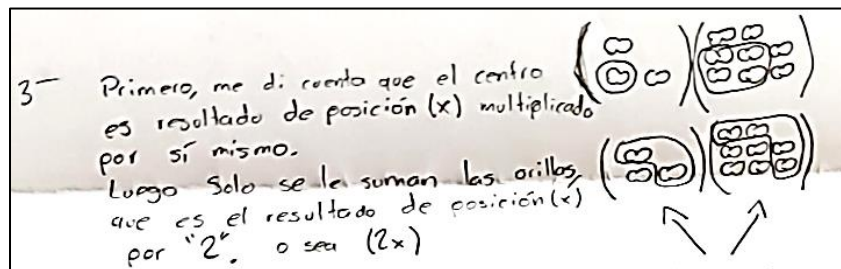 3- Primero, me di cuenta que el centro
es resultado de posición (x) multiplicado
por sí mismo.
Luego Solo se le suman las orillas,
que es el resultado de posición (x)
por "2". o sea (2x)